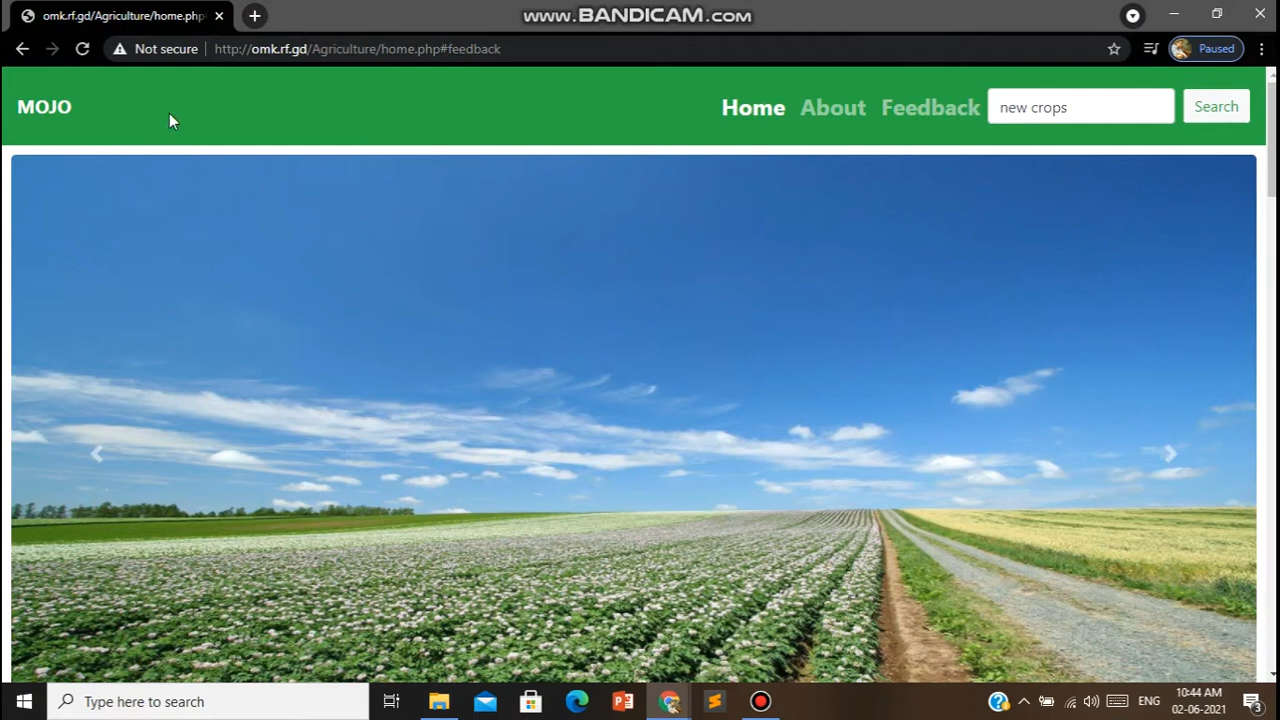 omk.rf.gd/Agriculture/home.php
www.BANDICAM.com
Not secure
http://omk.rf.gd/Agriculture/home.php#feedback
Paused
MOJO
Home
About
Feedback
new crops
Search
Type here to search
ENG
10:44 AM
02-06-2021
3